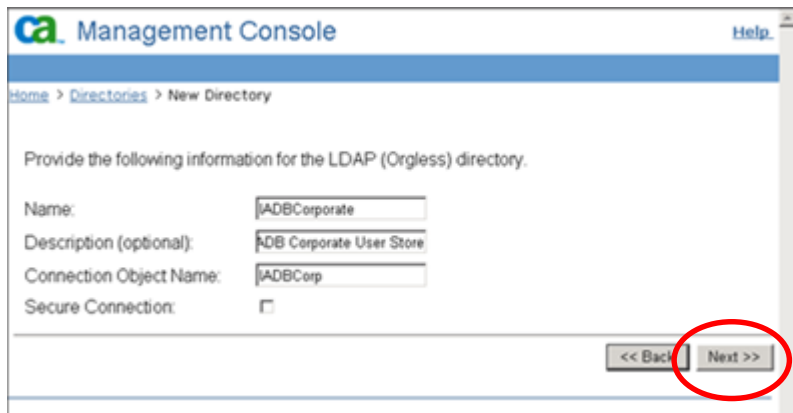 ca Management Console
Help
Home > Directories > New Directory
Provide the following information for the LDAP (Orgless) directory.
Name: IADBCorporate
Description (optional): ADB Corporate User Store
Connection Object Name: IADBCorp
Secure Connection:
<< Back Next >>